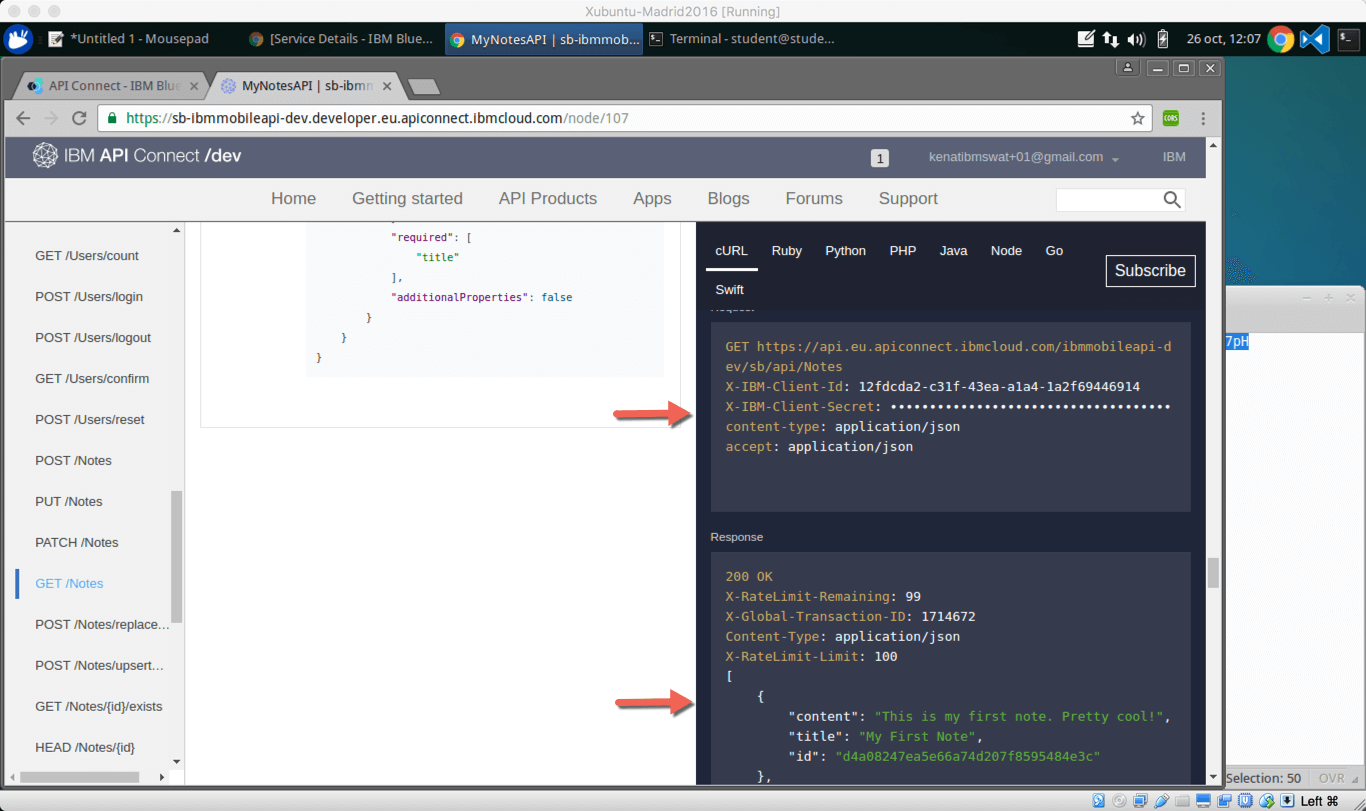 Xubuntu-Madrid2016 [Running]
*Untitled 1 - Mousepad
[Service Details - IBM Blue...
MyNotesAPI | sb-ibmmob...
Terminal - student@stude...
26 oct, 12:07
API Connect - IBM Blue
MyNotesAPI | sb-ibmm
https://sb-ibmmobileapi-dev.developer.eu.apiconnect.ibmcloud.com/node/107
CORS
IBM API Connect /dev
1
kenatibmswat+01@gmail.com
IBM
Home
Getting started
API Products
Apps
Blogs
Forums
Support
GET /Users/count
POST /Users/login
POST /Users/logout
GET /Users/confirm
POST /Users/reset
POST /Notes
PUT /Notes
PATCH /Notes
GET /Notes
POST /Notes/replace...
POST /Notes/upsert...
GET /Notes/{id}/exists
HEAD /Notes/{id}
"required": [
"title"
],
"additionalProperties": false
}
}
}
cURL
Ruby
Python
PHP
Java
Node
Go
Swift
Subscribe
Request
GET https://api.eu.apiconnect.ibmcloud.com/ibmmobileapi-d
ev/sb/api/Notes
X-IBM-Client-Id: 12fdcda2-c31f-43ea-a1a4-1a2f69446914
X-IBM-Client-Secret: ••••••••••••••••••••••••••••••••••••
content-type: application/json
accept: application/json
Response
200 OK
X-RateLimit-Remaining: 99
X-Global-Transaction-ID: 1714672
Content-Type: application/json
X-RateLimit-Limit: 100
[
{
"content": "This is my first note. Pretty cool!",
"title": "My First Note",
"id": "d4a08247ea5e66a74d207f8595484e3c"
},
7pH
Selection: 50
OVR
Left ⌘